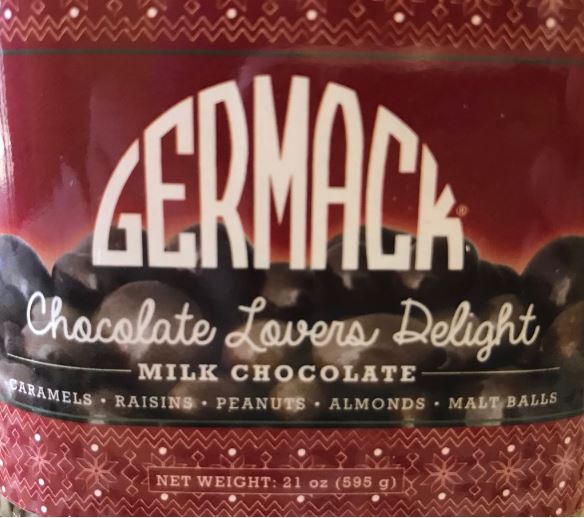 GERMACK®
Chocolate Lovers Delight
MILK CHOCOLATE
CARAMELS • RAISINS • PEANUTS • ALMONDS • MALT BALLS
NET WEIGHT: 21 oz (595 g)